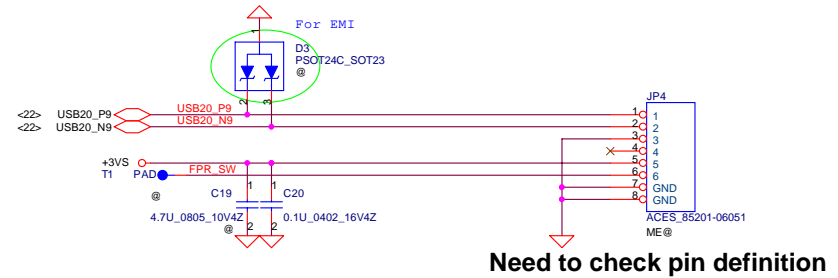 For EMI
1
D3
PSOT24C_SOT23
@
2
3
JP4
<22> USB20_P9 USB20_P9 1 1
<22> USB20_N9 USB20_N9 2 2
3 3
4 4
+3VS 5 5
T1 PAD FPR_SW 6 6
7 GND
8 GND
@
C19 1 1 C20
4.7U_0805_10V4Z 0.1U_0402_16V4Z
@ 2 2
ACES_85201-06051
ME@
Need to check pin definition